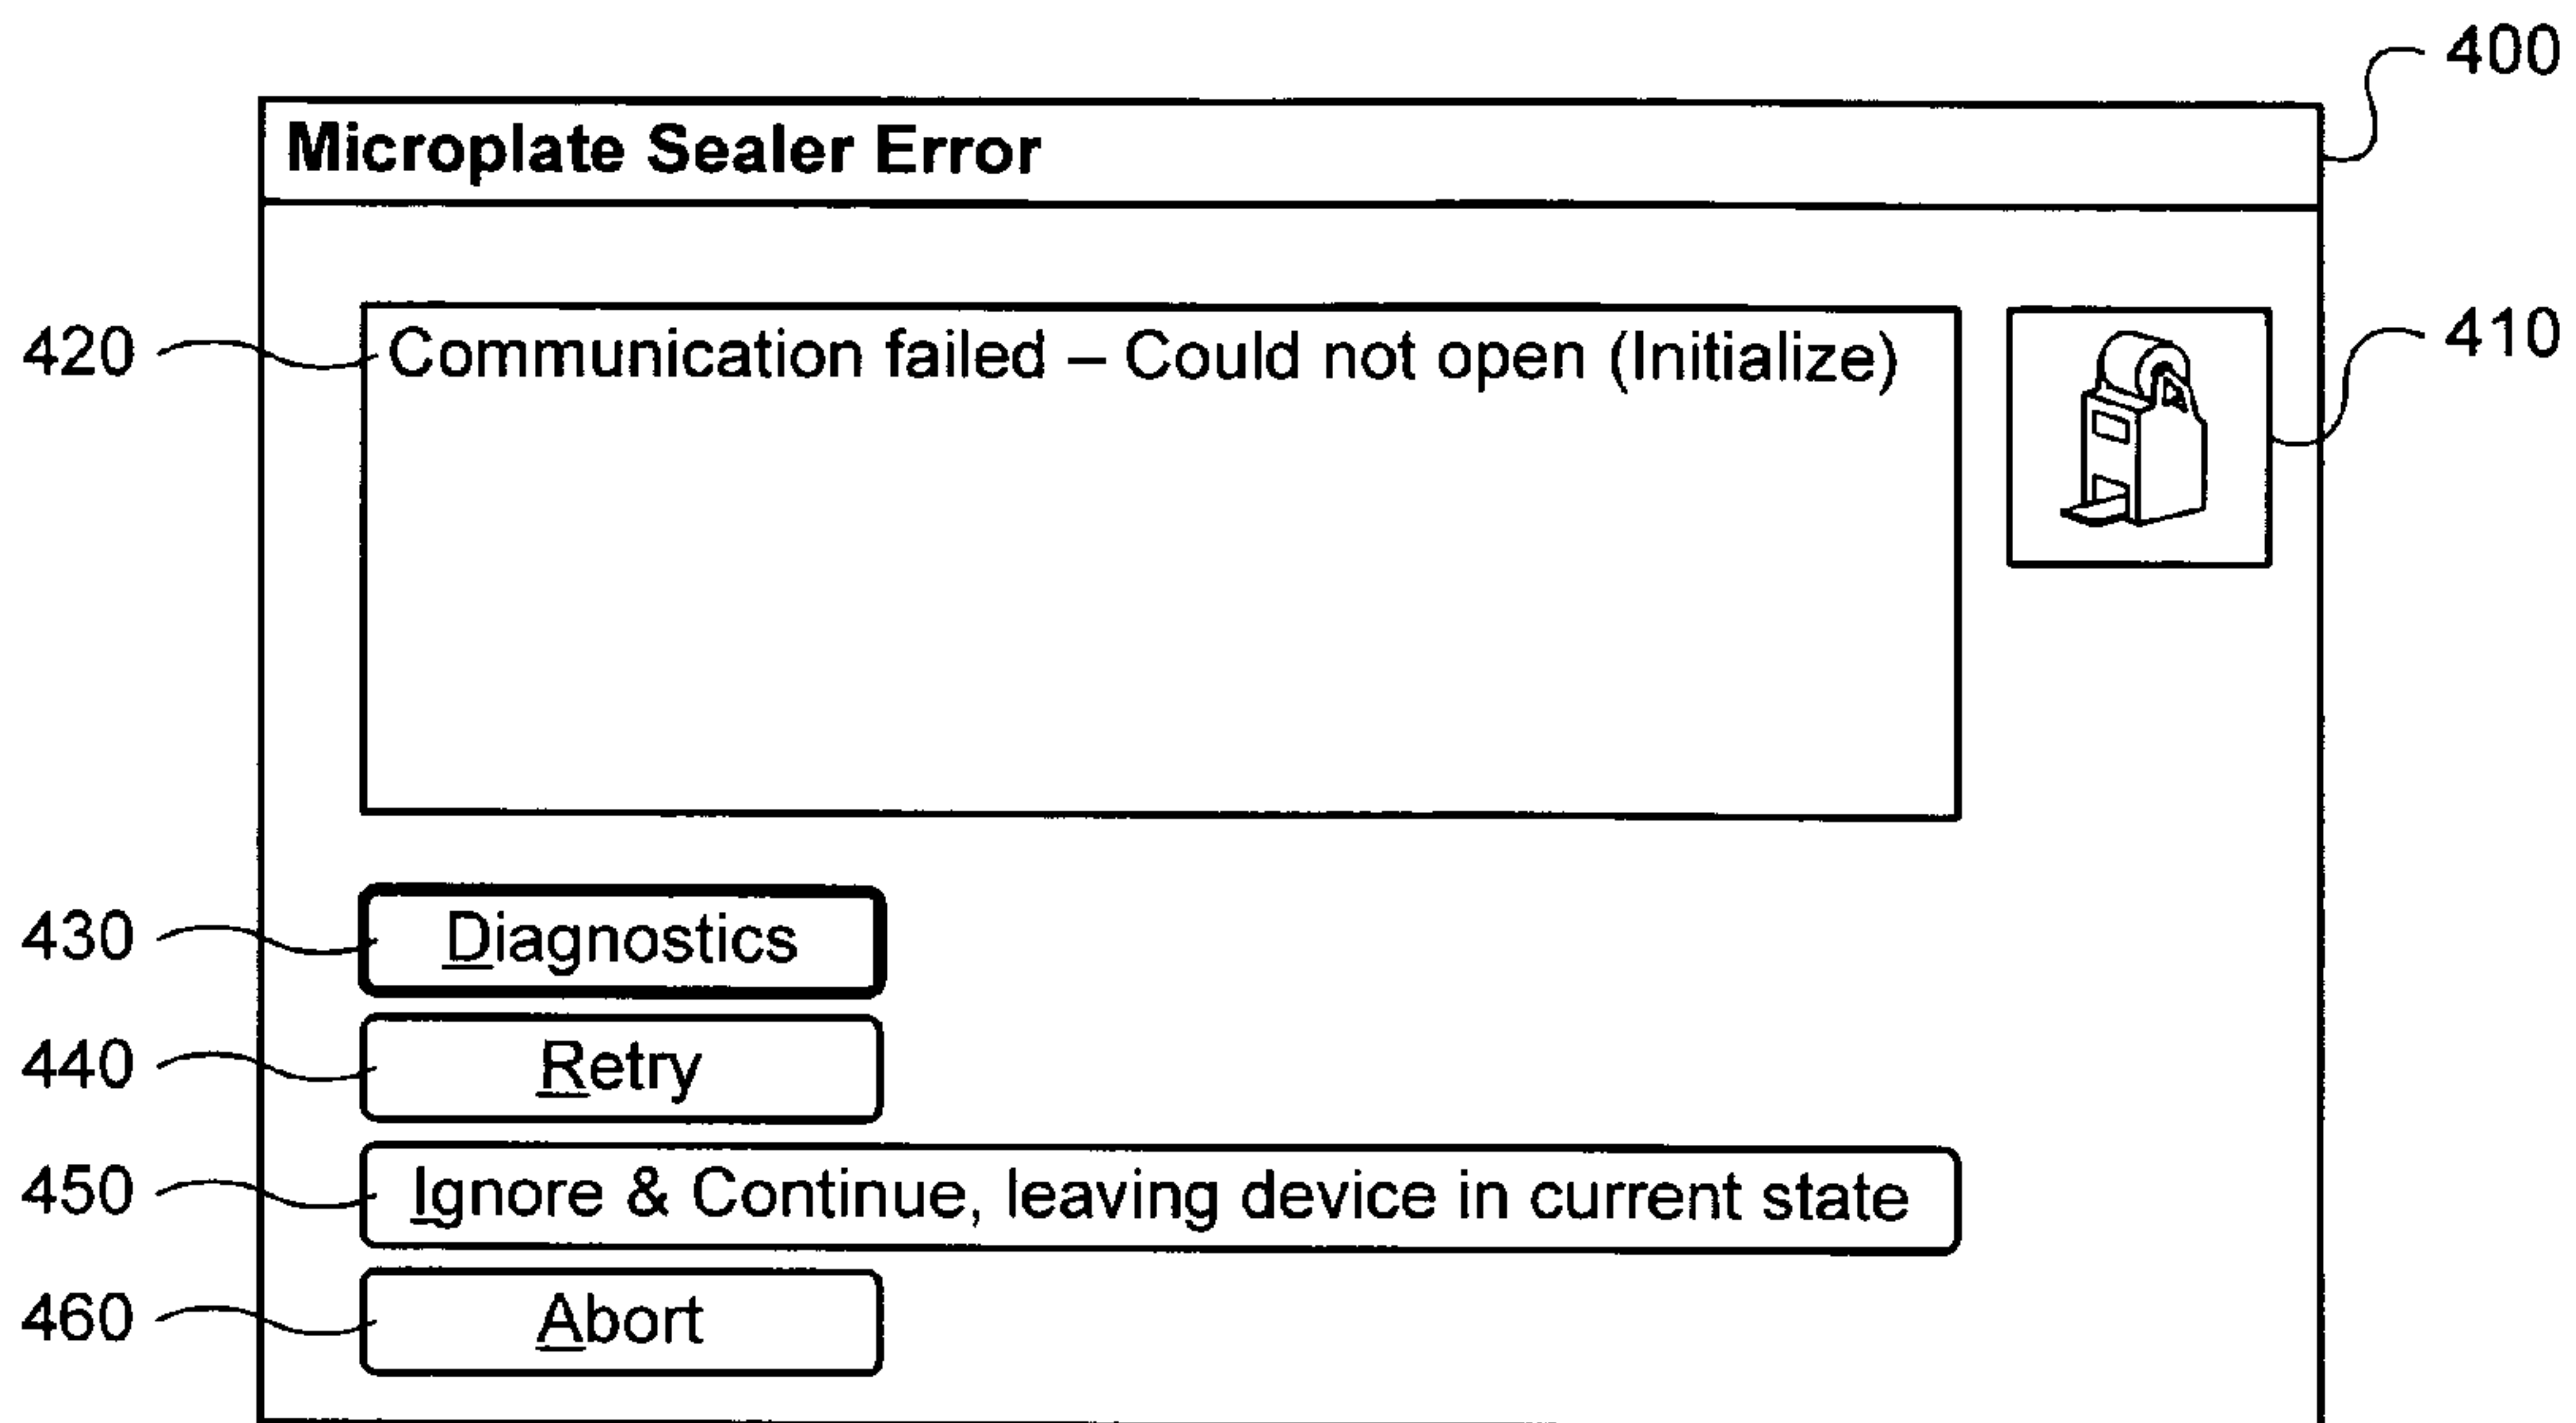 400
Microplate Sealer Error
420 Communication failed – Could not open (Initialize) 410
430 Diagnostics
440 Retry
450 Ignore & Continue, leaving device in current state
460 Abort